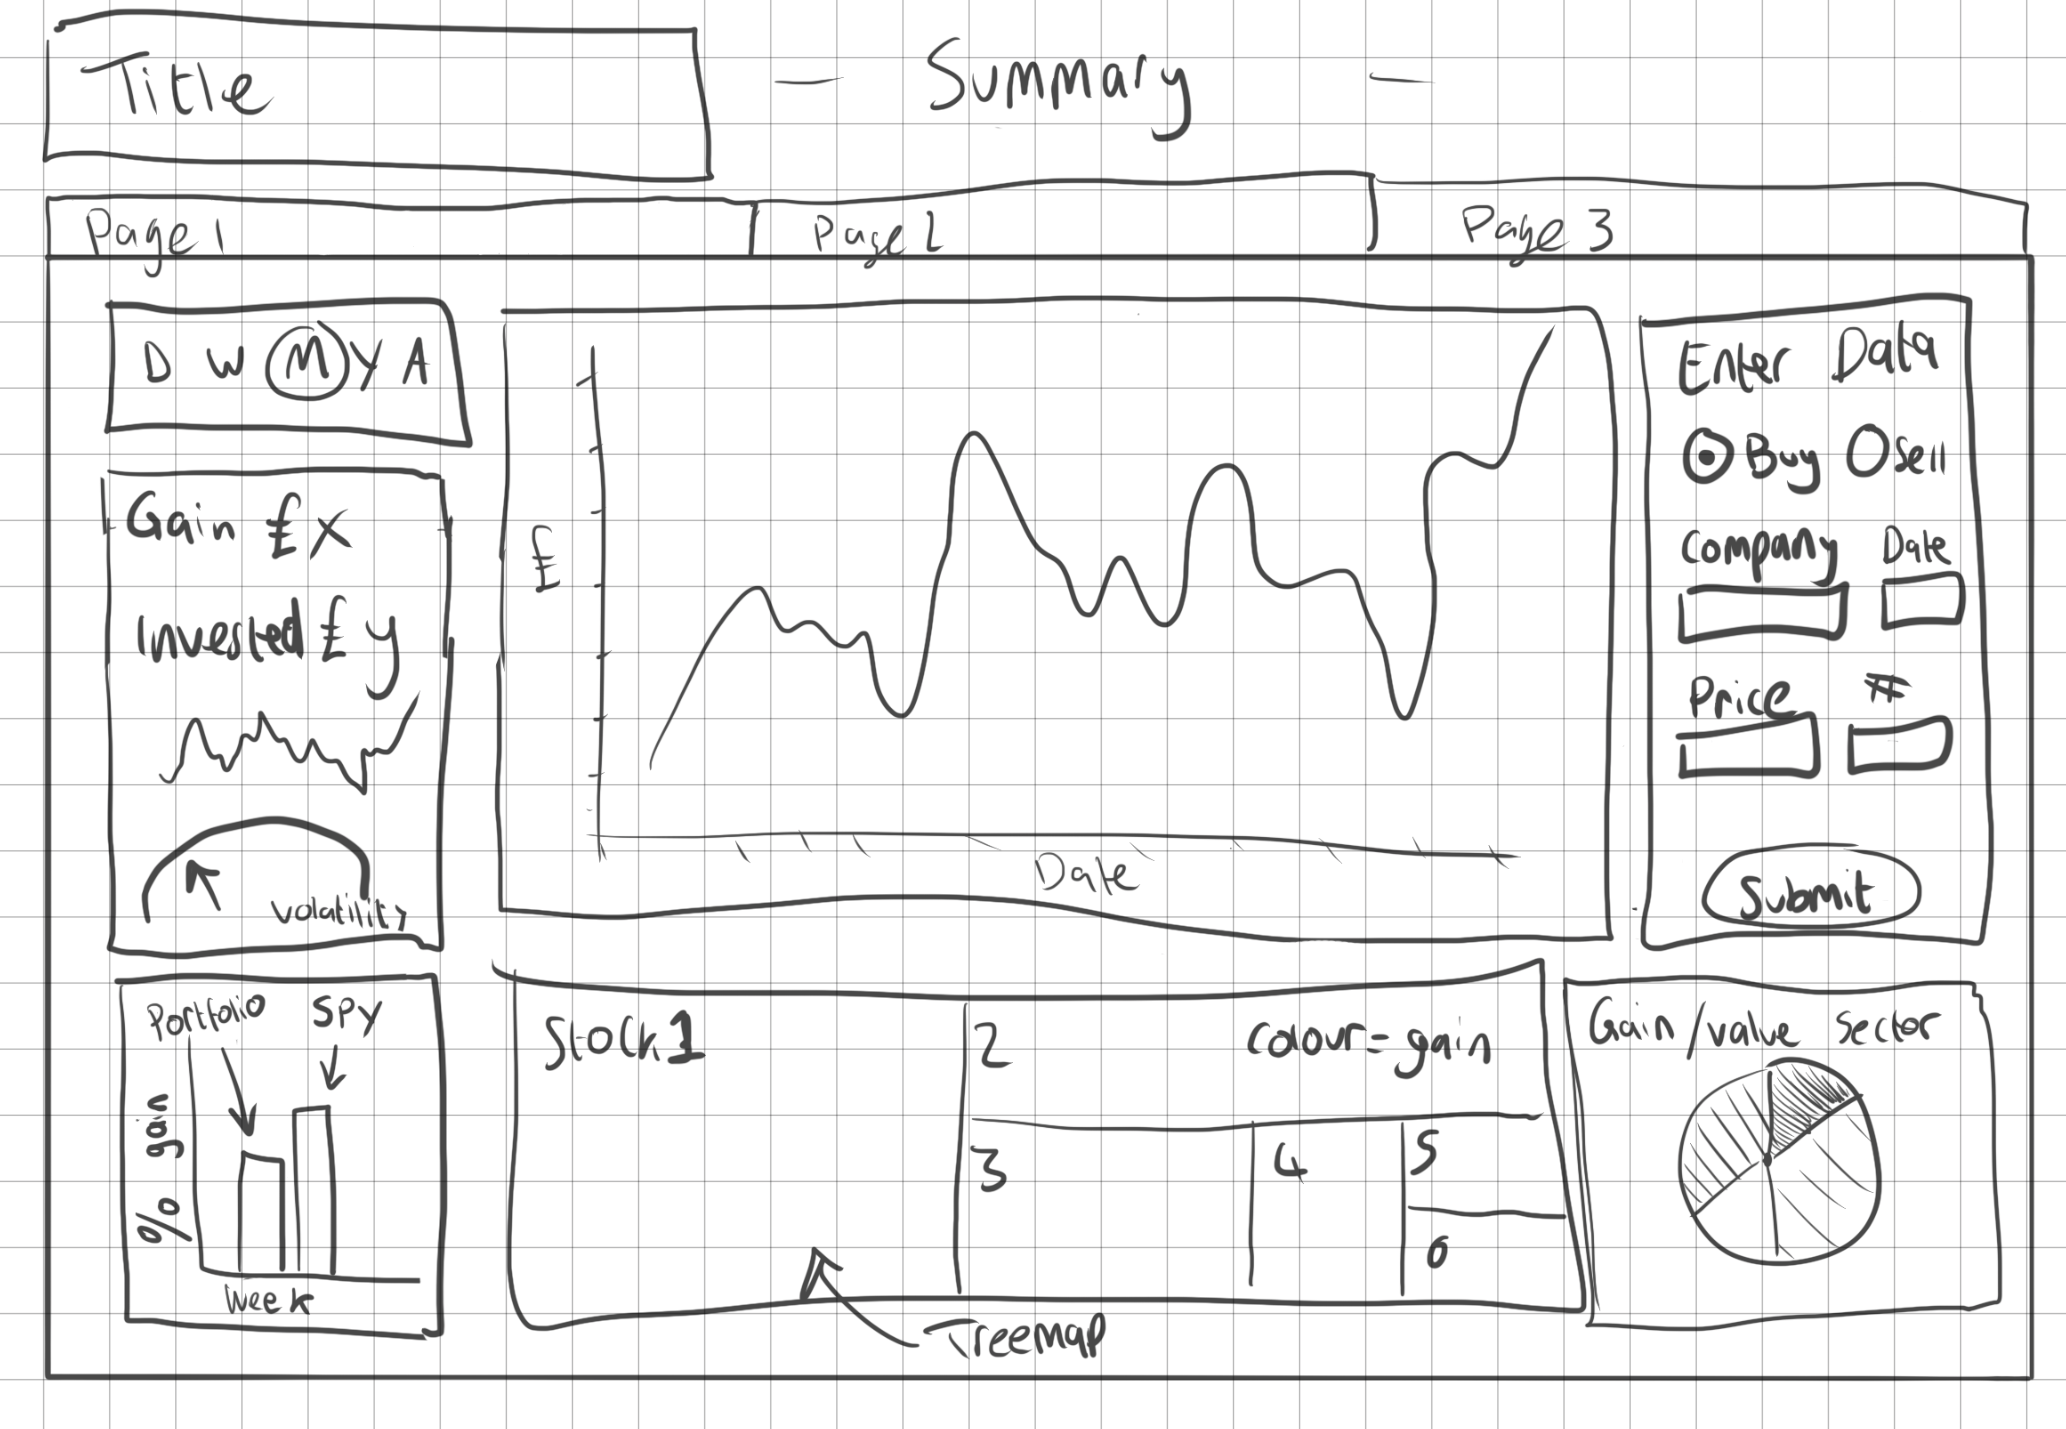 Title
— Summary —
Page 1
Page 2
Page 3
D W M Y A
Gain £ x
Invested £ y
Volatility
£
Date
Enter Data
Buy Sell
Company Date
Price #
Submit
Portfolio SPY
% gain
Week
Stock 1
2
colour = gain
3
4
5
6
Treemap
Gain / value sector